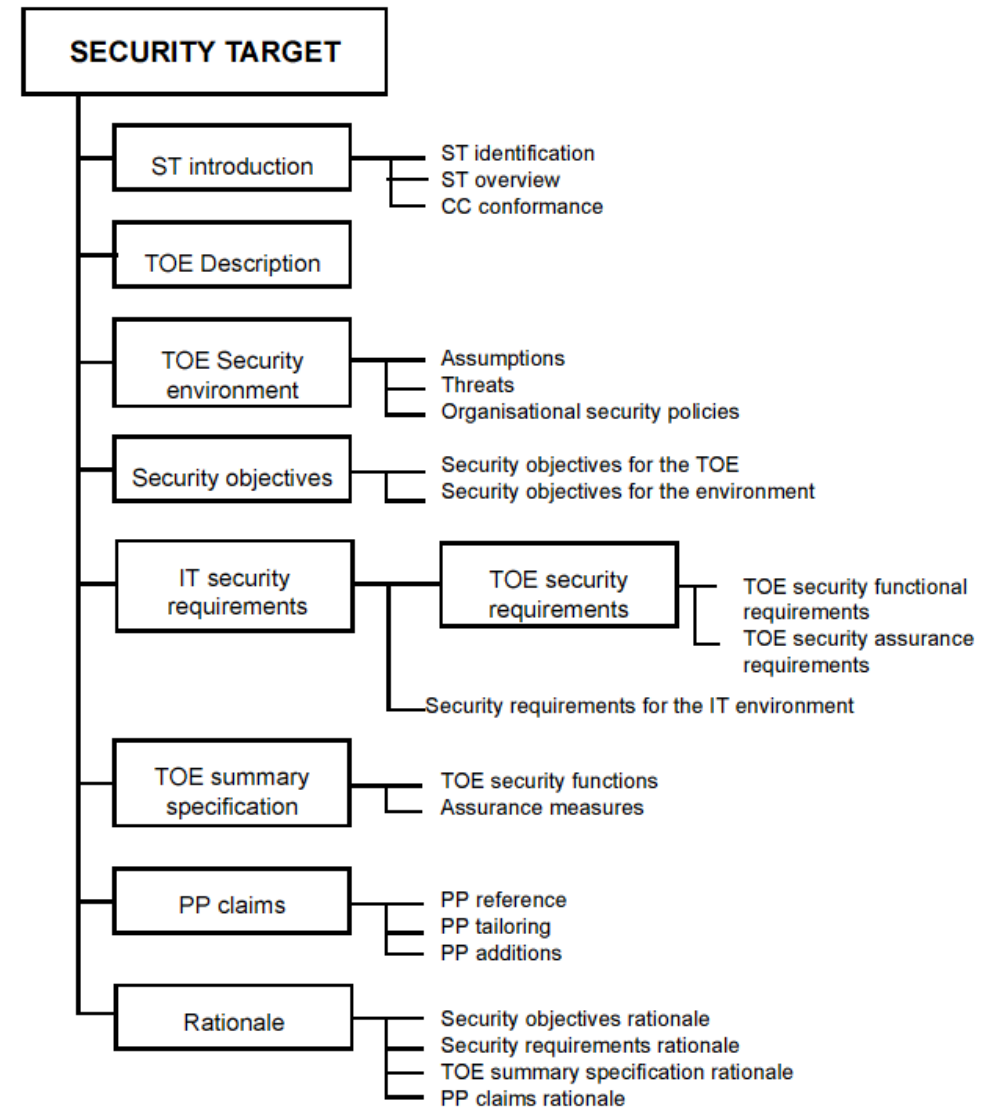 SECURITY TARGET
ST introduction
ST identification
ST overview
CC conformance
TOE Description
TOE Security
environment
Assumptions
Threats
Organisational security policies
Security objectives
Security objectives for the TOE
Security objectives for the environment
IT security
requirements
TOE security
requirements
TOE security functional
requirements
TOE security assurance
requirements
Security requirements for the IT environment
TOE summary
specification
TOE security functions
Assurance measures
PP claims
PP reference
PP tailoring
PP additions
Rationale
Security objectives rationale
Security requirements rationale
TOE summary specification rationale
PP claims rationale